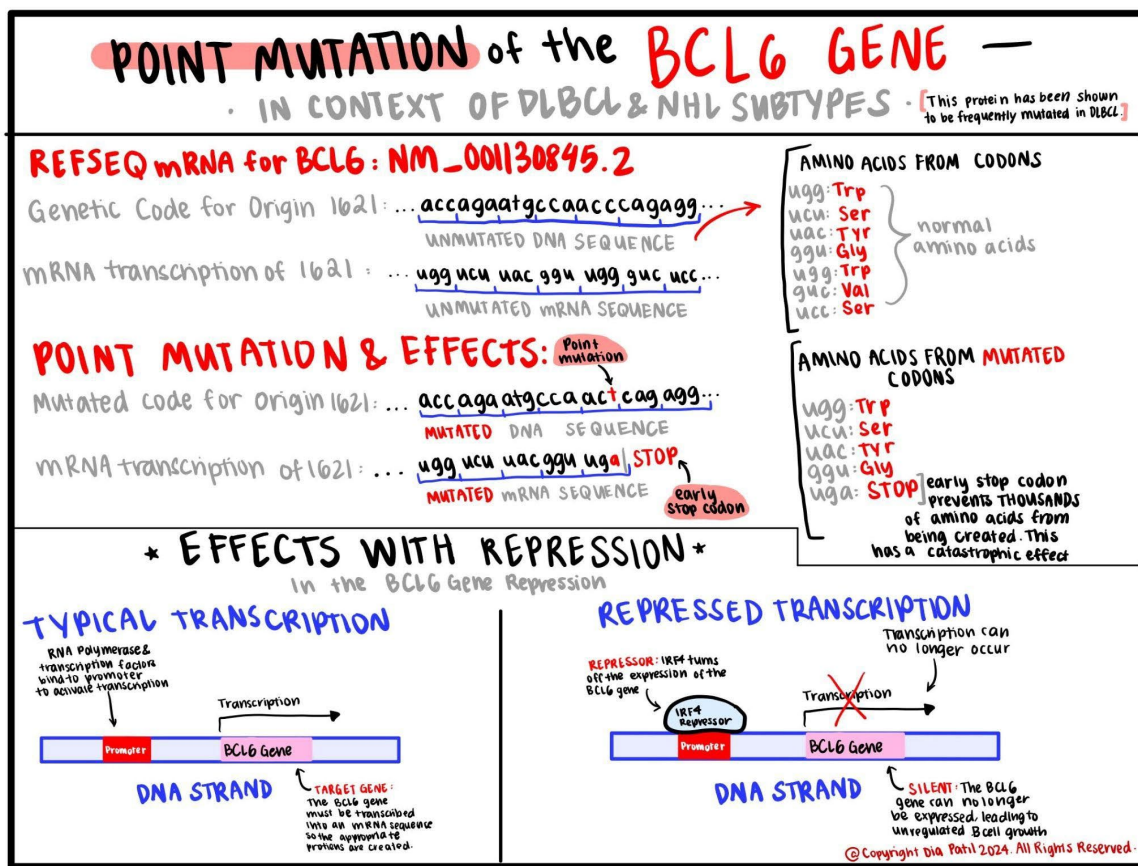 POINT MUTATION of the BCL6 GENE —
· IN CONTEXT OF DLBCL & NHL SUBTYPES ·
[This protein has been shown
to be frequently mutated in DLBCL.]
REFSEQ mRNA for BCL6: NM_001130845.2
Genetic Code for Origin 1621: ... accagaatgccaacccagagg...
UNMUTATED DNA SEQUENCE
mRNA transcription of 1621: ... ugg ucu uac ggu ugg guc ucc...
UNMUTATED mRNA SEQUENCE
AMINO ACIDS FROM CODONS
ugg: Trp
ucu: Ser
uac: Tyr
ggu: Gly
ugg: Trp
guc: Val
ucc: Ser
normal
amino acids
POINT MUTATION & EFFECTS:
Point
mutation
Mutated code for Origin 1621: ... accagaatgccaactcagagg...
MUTATED DNA SEQUENCE
mRNA transcription of 1621: ... ugg ucu uac ggu uga|STOP
MUTATED mRNA SEQUENCE
early
stop codon
AMINO ACIDS FROM MUTATED
CODONS
ugg: Trp
ucu: Ser
uac: Tyr
ggu: Gly
uga: STOP]
early stop codon
prevents THOUSANDS
of amino acids from
being created. This
has a catastrophic effect
* EFFECTS WITH REPRESSION *
In the BCL6 Gene Repression
TYPICAL TRANSCRIPTION
RNA Polymerase &
transcription factors
bind to promoter
to activate transcription
Transcription
Promoter
BCL6 Gene
DNA STRAND
TARGET GENE:
The BCL6 gene
must be transcribed
into an mRNA sequence
so the appropriate
protiens are created.
REPRESSED TRANSCRIPTION
REPRESSOR: IRF4 turns
off the expression of the
BCL6 gene
Transcription can
no longer occur
IRF4
Repressor
Transcription
Promoter
BCL6 Gene
DNA STRAND
SILENT: The BCL6
gene can no longer
be expressed, leading to
unregulated B cell growth
© Copyright Dia Patil 2024. All Rights Reserved.